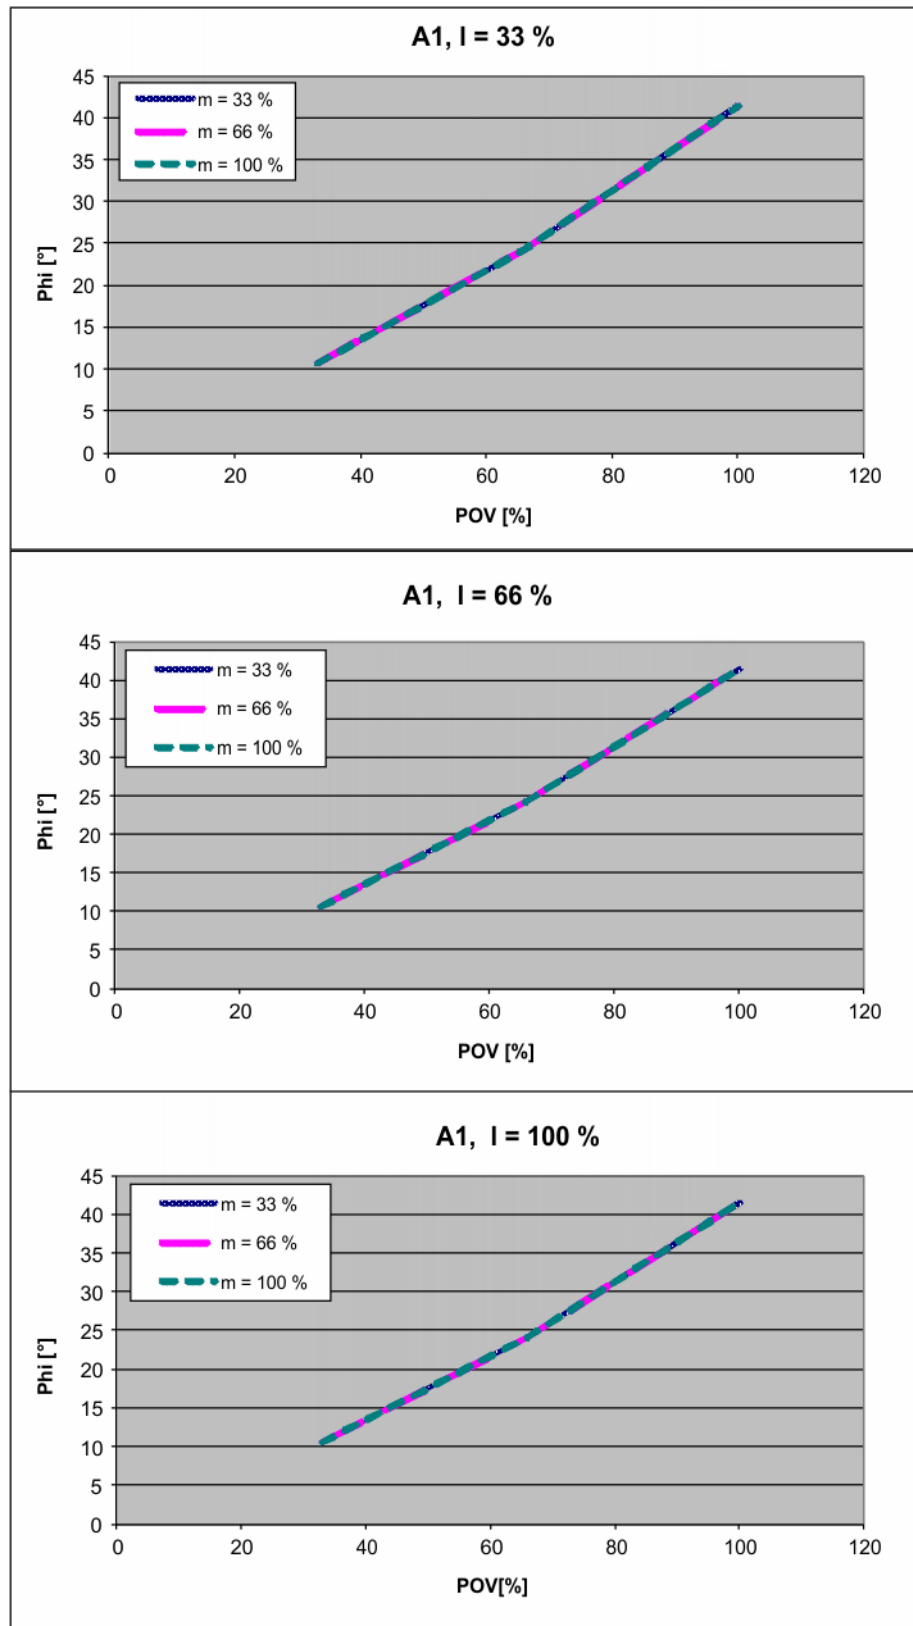 A1, l = 33 %
45
40
35
30
25
20
15
10
5
0
Phi [°]
m = 33 %
m = 66 %
m = 100 %
0 20 40 60 80 100 120
POV [%]
A1, l = 66 %
45
40
35
30
25
20
15
10
5
0
Phi [°]
m = 33 %
m = 66 %
m = 100 %
0 20 40 60 80 100 120
POV [%]
A1, l = 100 %
45
40
35
30
25
20
15
10
5
0
Phi [°]
m = 33 %
m = 66 %
m = 100 %
0 20 40 60 80 100 120
POV[%]